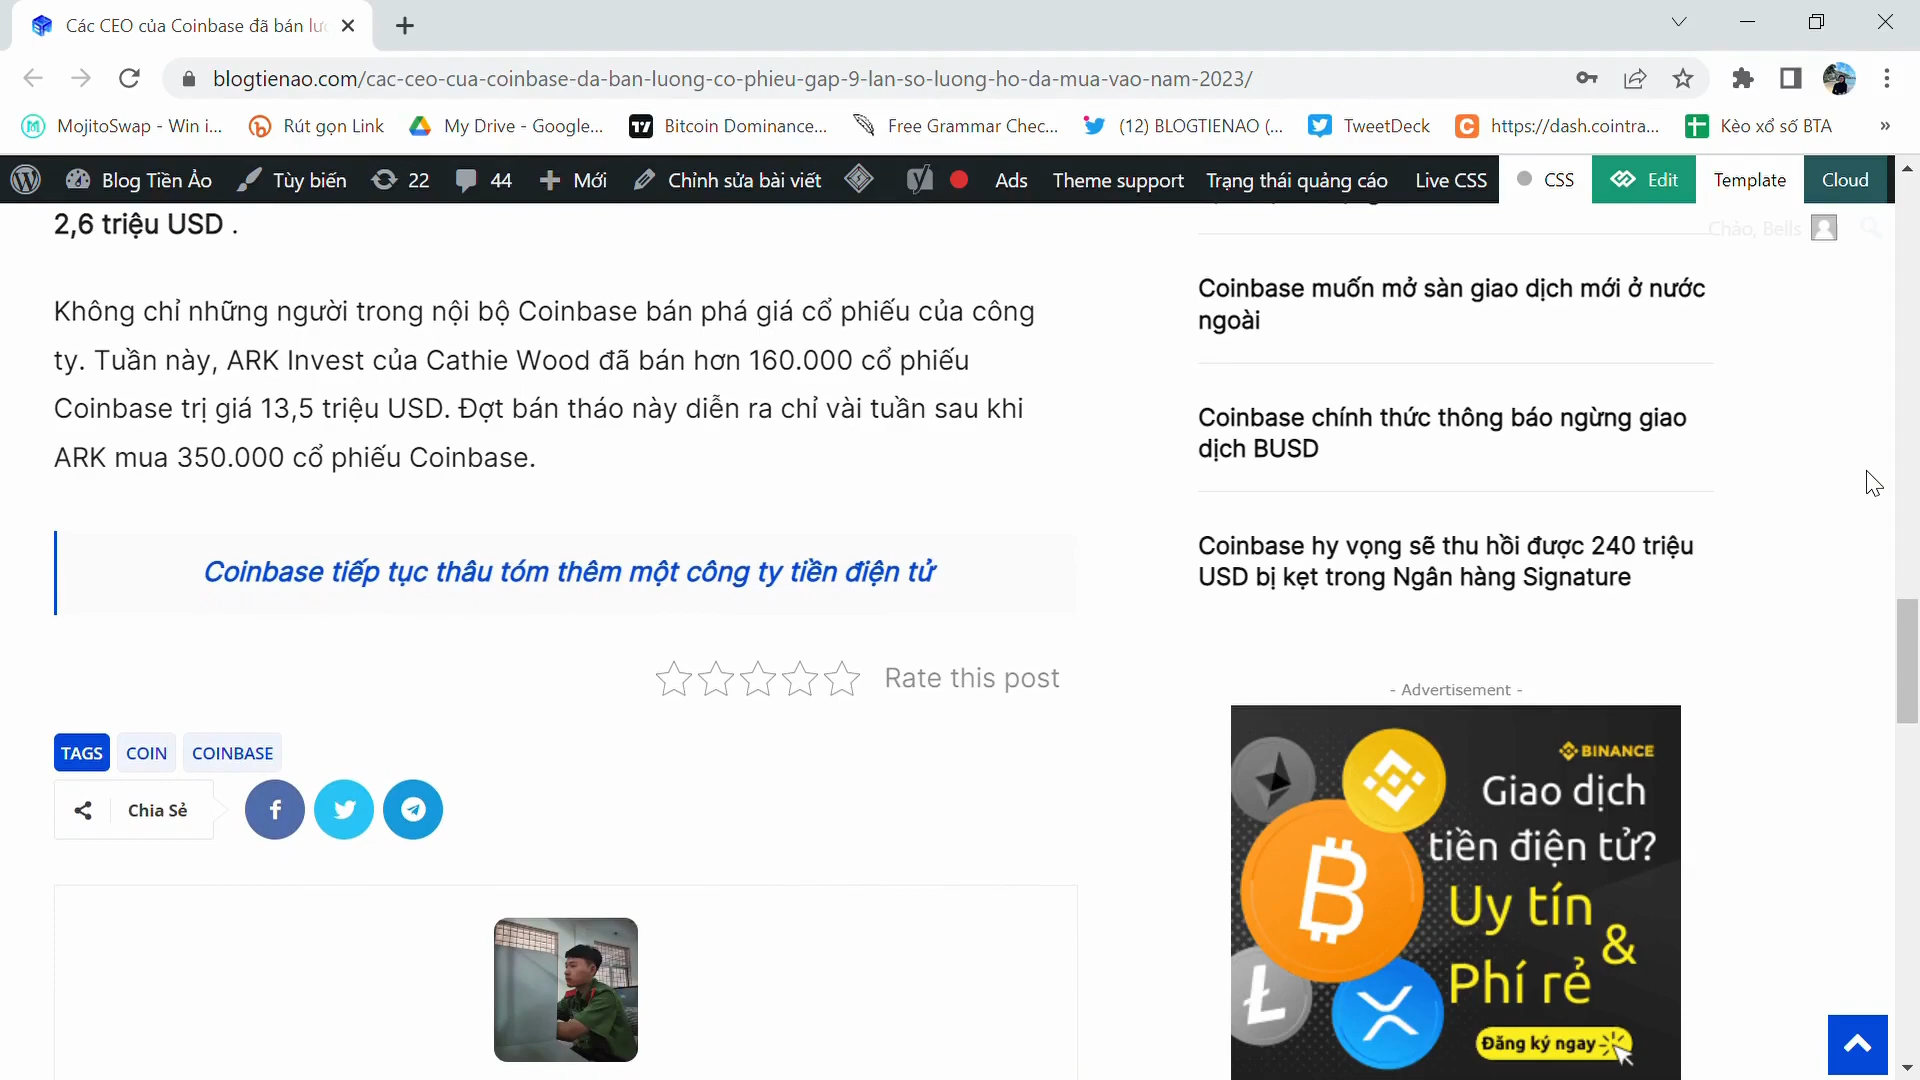 Các CEO của Coinbase đã bán lượ
blogtienao.com/cac-ceo-cua-coinbase-da-ban-luong-co-phieu-gap-9-lan-so-luong-ho-da-mua-vao-nam-2023/
MojitoSwap - Win i...
Rút gọn Link
My Drive - Google...
Bitcoin Dominance...
Free Grammar Chec...
(12) BLOGTIENAO (...
TweetDeck
https://dash.cointra...
Kèo xổ số BTA
»
Blog Tiền Ảo
Tùy biến
22
44
Mới
Chỉnh sửa bài viết
Ads
Theme support
Trạng thái quảng cáo
Live CSS
CSS
Edit
Template
Cloud
Chào, Bells
2,6 triệu USD .
Không chỉ những người trong nội bộ Coinbase bán phá giá cổ phiếu của công
ty. Tuần này, ARK Invest của Cathie Wood đã bán hơn 160.000 cổ phiếu
Coinbase trị giá 13,5 triệu USD. Đợt bán tháo này diễn ra chỉ vài tuần sau khi
ARK mua 350.000 cổ phiếu Coinbase.
Coinbase tiếp tục thâu tóm thêm một công ty tiền điện tử
Rate this post
TAGS
COIN
COINBASE
Chia Sẻ
Coinbase muốn mở sàn giao dịch mới ở nước
ngoài
Coinbase chính thức thông báo ngừng giao
dịch BUSD
Coinbase hy vọng sẽ thu hồi được 240 triệu
USD bị kẹt trong Ngân hàng Signature
- Advertisement -
BINANCE
Giao dịch
tiền điện tử?
Uy tín
&
Phí rẻ
Đăng ký ngay